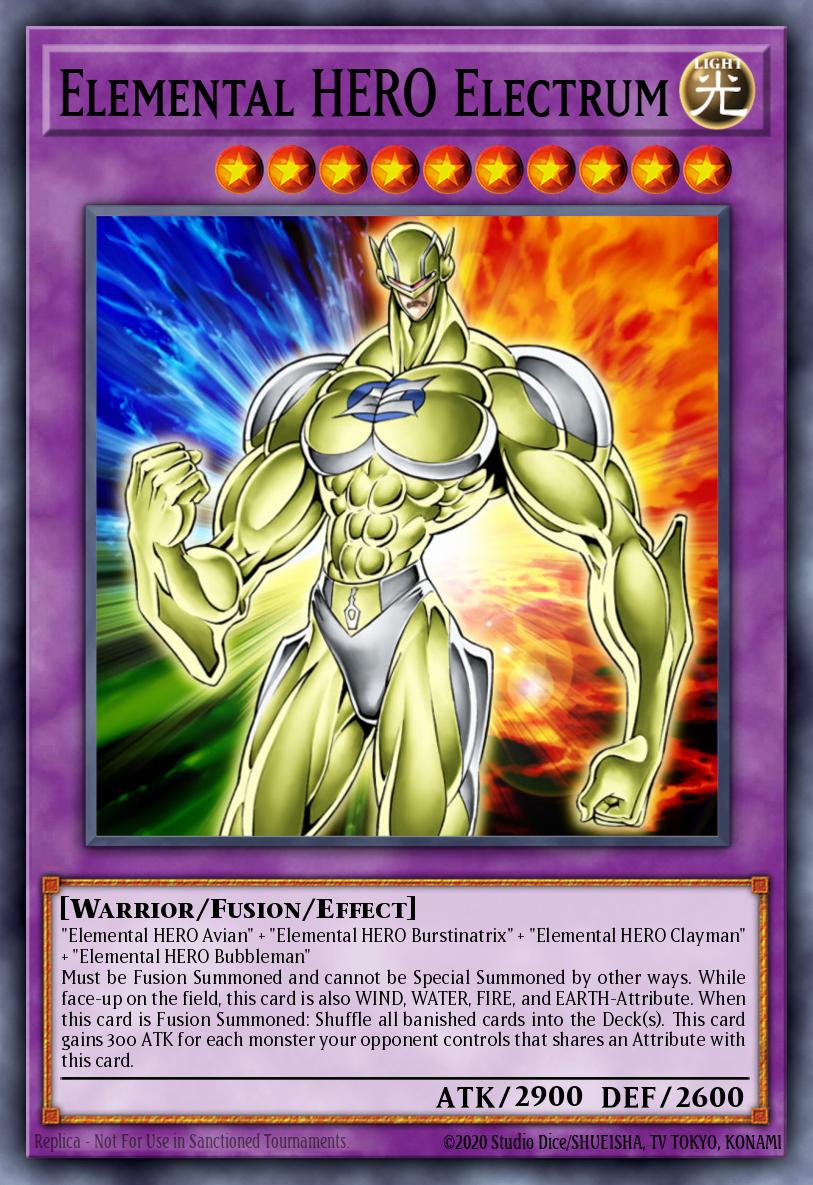 Elemental HERO Electrum
LIGHT
光
[Warrior/Fusion/Effect]
"Elemental HERO Avian" + "Elemental HERO Burstinatrix" + "Elemental HERO Clayman"
+ "Elemental HERO Bubbleman"
Must be Fusion Summoned and cannot be Special Summoned by other ways. While
face-up on the field, this card is also WIND, WATER, FIRE, and EARTH-Attribute. When
this card is Fusion Summoned: Shuffle all banished cards into the Deck(s). This card
gains 300 ATK for each monster your opponent controls that shares an Attribute with
this card.
ATK/2900 DEF/2600
Replica - Not For Use in Sanctioned Tournaments.
©2020 Studio Dice/SHUEISHA, TV TOKYO, KONAMI